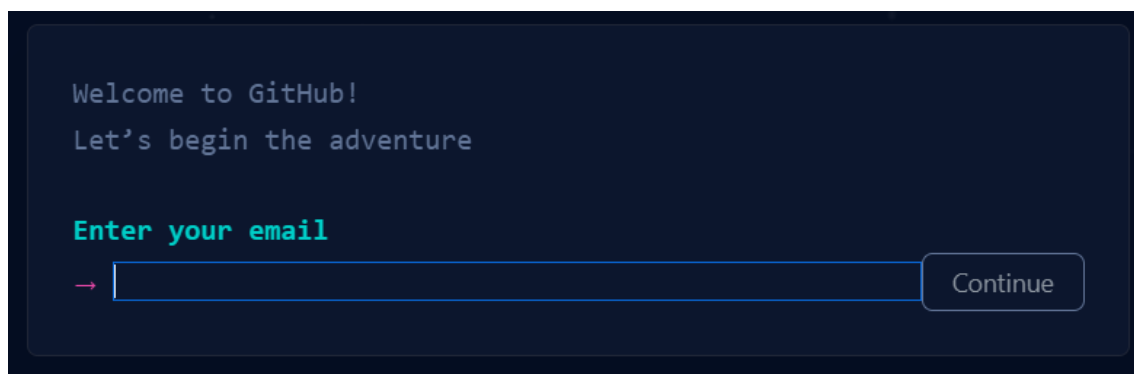 Welcome to GitHub!
Let’s begin the adventure
Enter your email
→ Continue